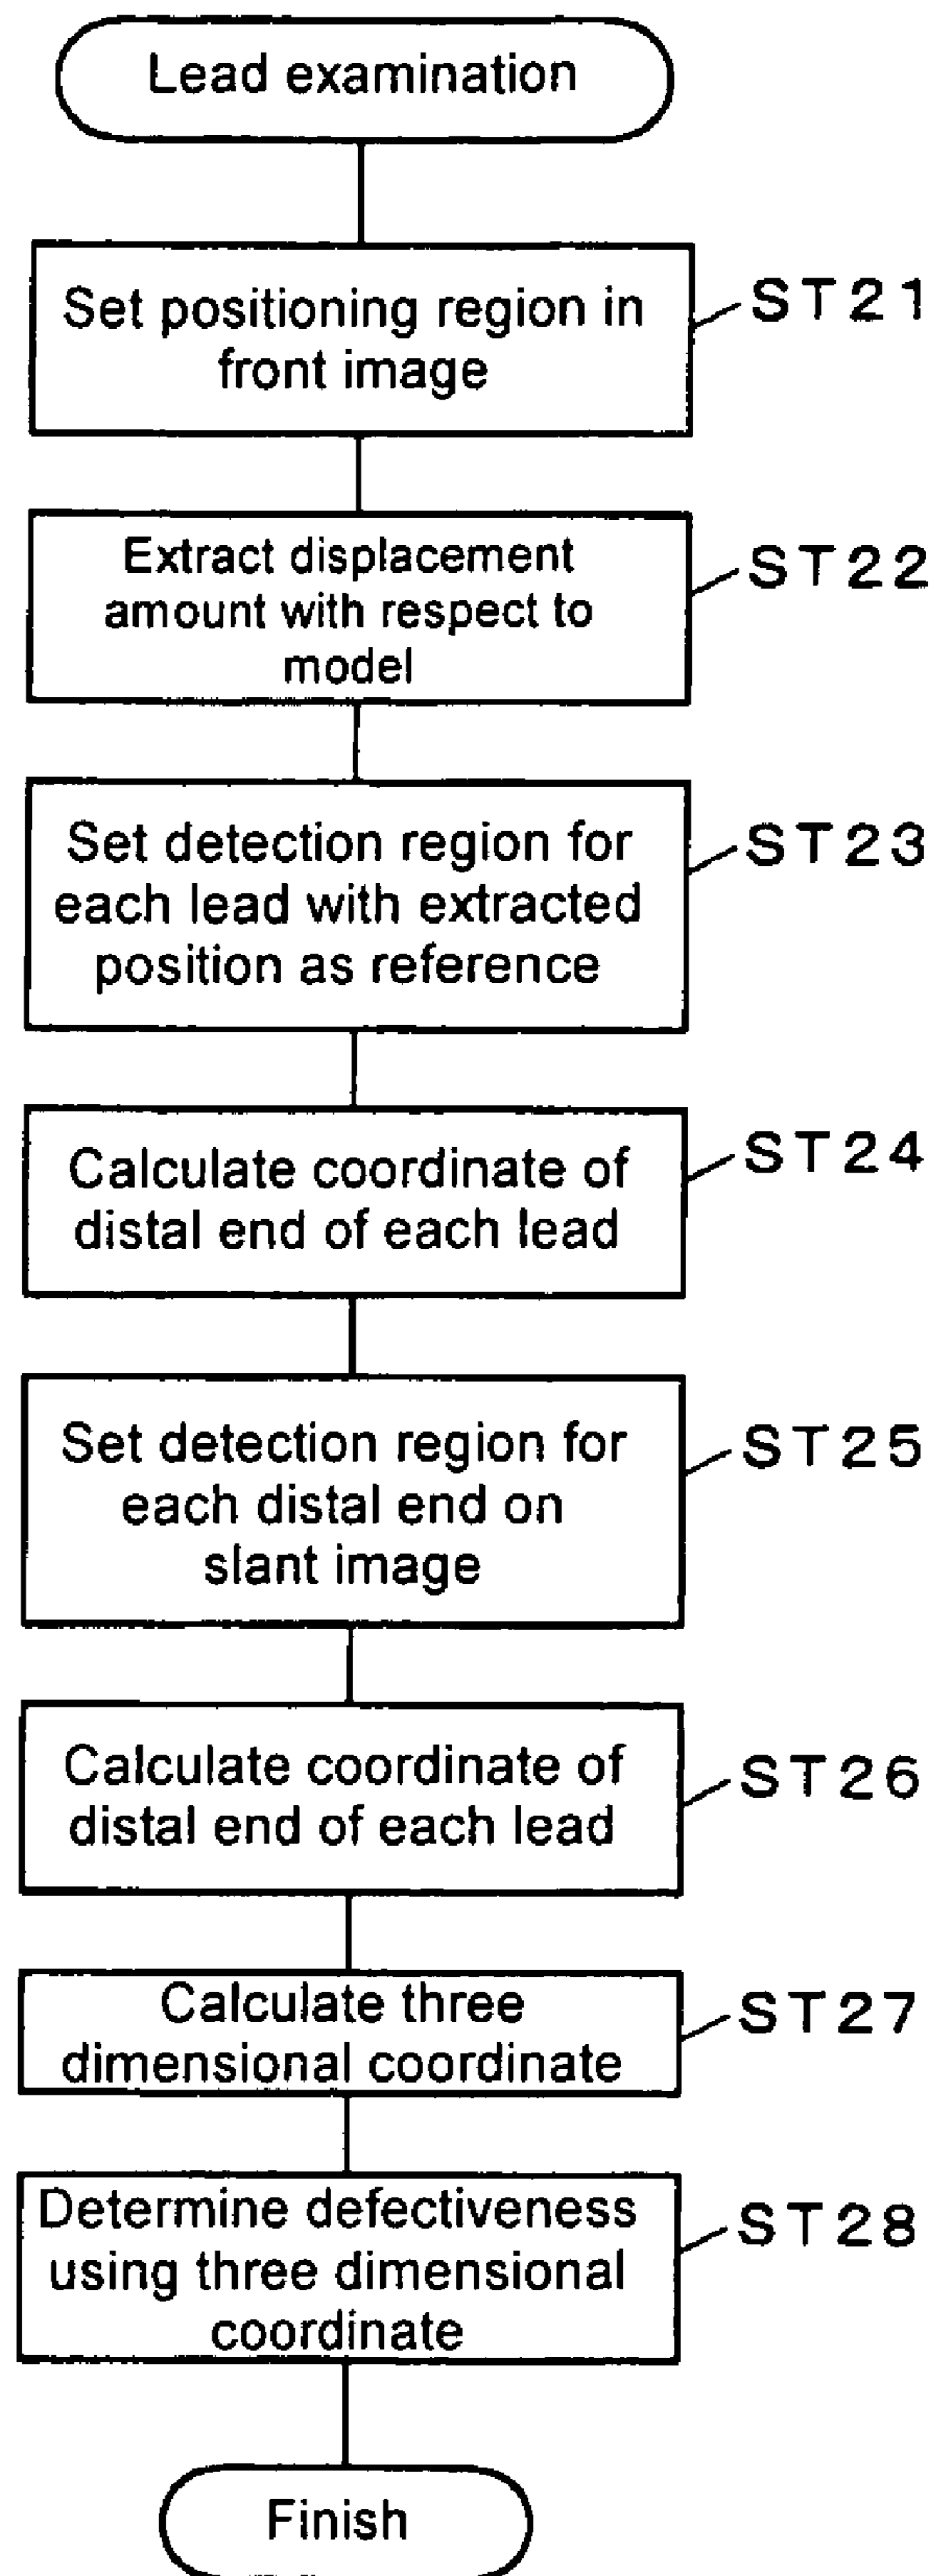 Lead examination
Set positioning region in
front image
ST21
Extract displacement
amount with respect to
model
ST22
Set detection region for
each lead with extracted
position as reference
ST23
Calculate coordinate of
distal end of each lead
ST24
Set detection region for
each distal end on
slant image
ST25
Calculate coordinate of
distal end of each lead
ST26
Calculate three
dimensional coordinate
ST27
Determine defectiveness
using three dimensional
coordinate
ST28
Finish